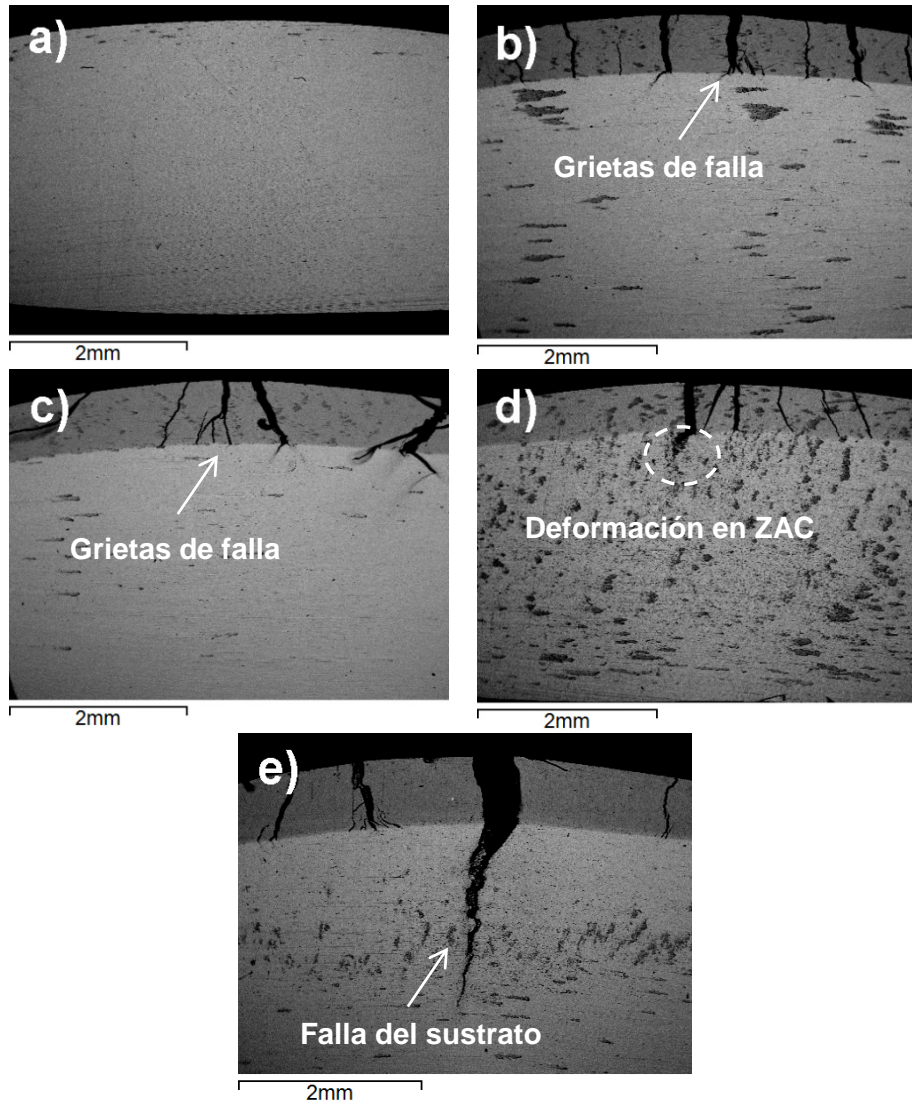 a)
2mm
b)
Grietas de falla
2mm
c)
Grietas de falla
2mm
d)
Deformación en ZAC
2mm
e)
Falla del sustrato
2mm